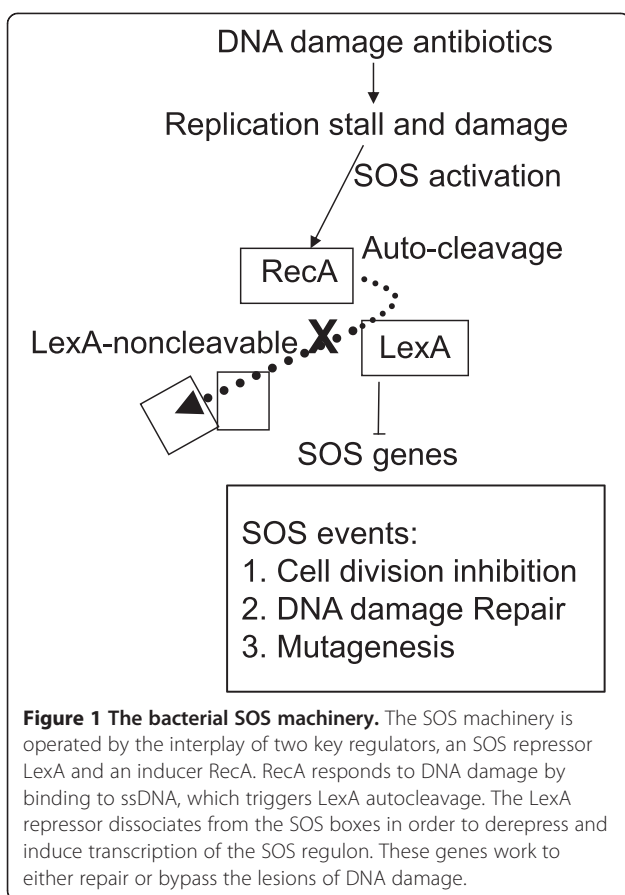 DNA damage antibiotics
Replication stall and damage
SOS activation
Auto-cleavage
RecA
LexA-noncleavable X
LexA
SOS genes
SOS events:
1. Cell division inhibition
2. DNA damage Repair
3. Mutagenesis
Figure 1 The bacterial SOS machinery. The SOS machinery is
operated by the interplay of two key regulators, an SOS repressor
LexA and an inducer RecA. RecA responds to DNA damage by
binding to ssDNA, which triggers LexA autocleavage. The LexA
repressor dissociates from the SOS boxes in order to derepress and
induce transcription of the SOS regulon. These genes work to
either repair or bypass the lesions of DNA damage.